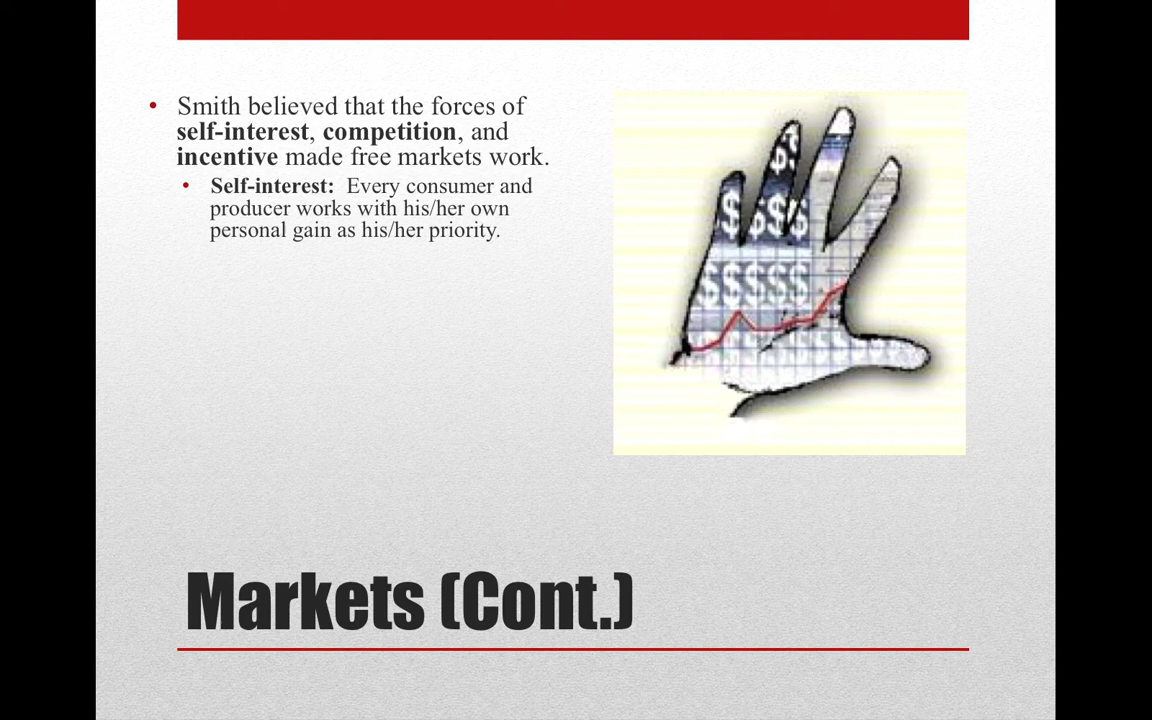 • Smith believed that the forces of
self-interest, competition, and
incentive made free markets work.
• Self-interest: Every consumer and
producer works with his/her own
personal gain as his/her priority.
$
$ $ $ $
$ $ $ $ $
Markets (Cont.)